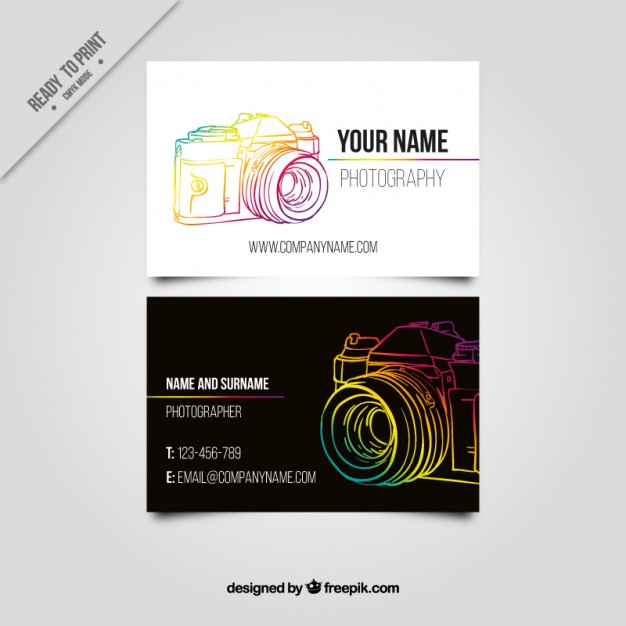 READY TO PRINT
CMYK MODE
YOUR NAME
PHOTOGRAPHY
WWW.COMPANYNAME.COM
NAME AND SURNAME
PHOTOGRAPHER
T: 123-456-789
E: EMAIL@COMPANYNAME.COM
designed by freepik.com